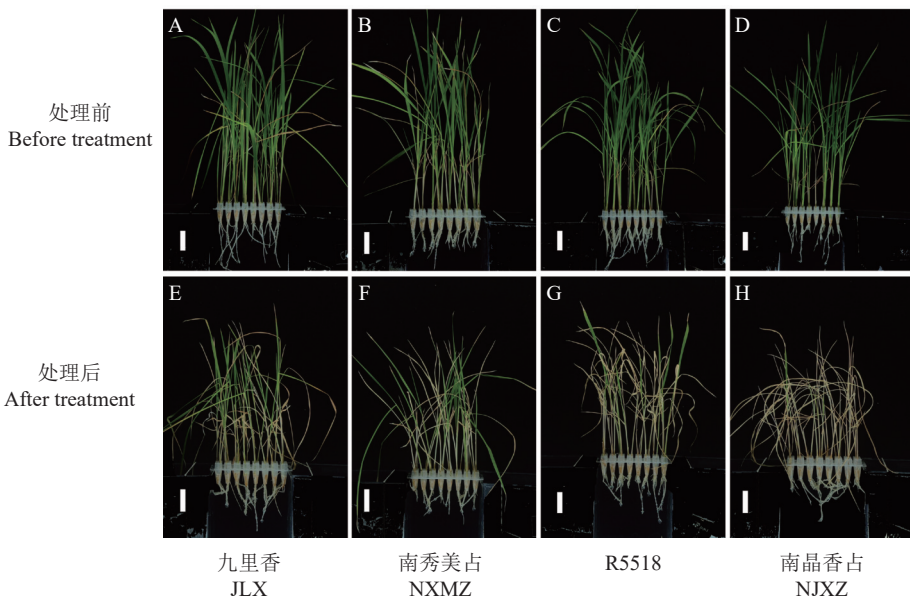 A
B
C
D
处理前
Before treatment
E
F
G
H
处理后
After treatment
九里香
JLX
南秀美占
NXMZ
R5518
南晶香占
NJXZ